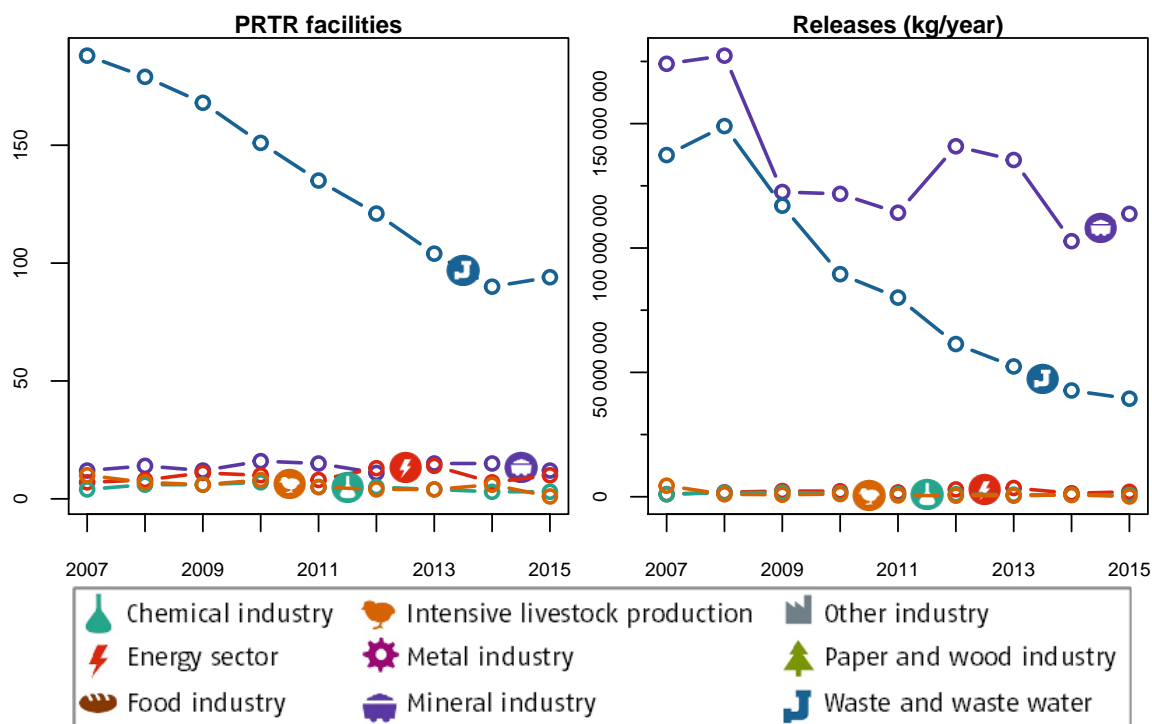 PRTR facilities
Releases (kg/year)
150
100
50
0
150 000 000
100 000 000
50 000 000
0
2007 2009 2011 2013 2015
2007 2009 2011 2013 2015
Chemical industry Intensive livestock production Other industry
Energy sector Metal industry Paper and wood industry
Food industry Mineral industry Waste and waste water